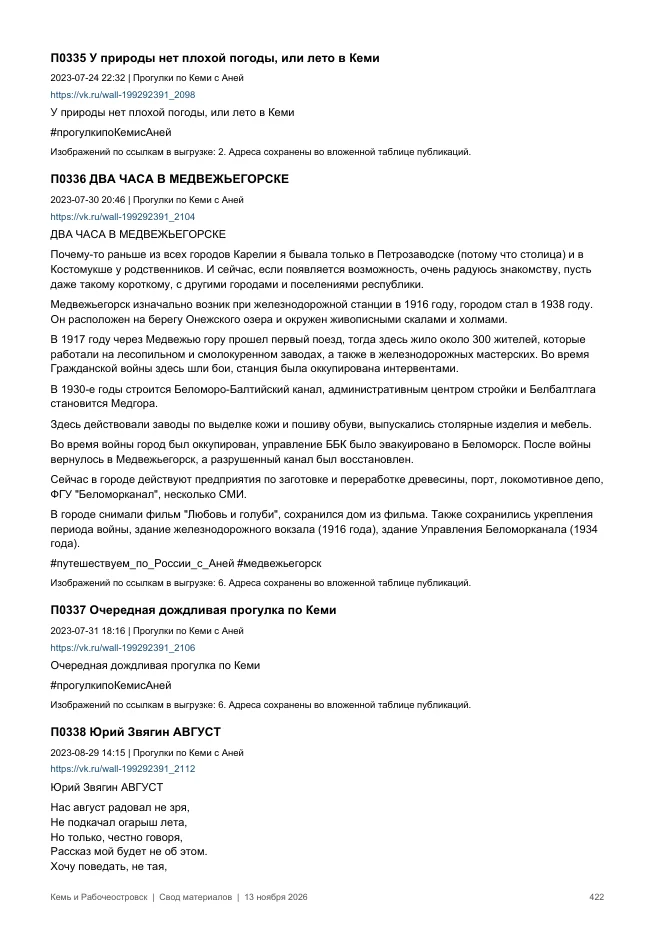 П0335 У природы нет плохой погоды, или лето в Кеми
2023-07-24 22:32 | Прогулки по Кеми с Аней
https://vk.ru/wall-199292391_2098
У природы нет плохой погоды, или лето в Кеми
#прогулкипоКемисАней
Изображений по ссылкам в выгрузке: 2. Адреса сохранены во вложенной таблице публикаций.
П0336 ДВА ЧАСА В МЕДВЕЖЬЕГОРСКЕ
2023-07-30 20:46 | Прогулки по Кеми с Аней
https://vk.ru/wall-199292391_2104
ДВА ЧАСА В МЕДВЕЖЬЕГОРСКЕ
Почему-то раньше из всех городов Карелии я бывала только в Петрозаводске (потому что столица) и в
Костомукше у родственников. И сейчас, если появляется возможность, очень радуюсь знакомству, пусть
даже такому короткому, с другими городами и поселениями республики.
Медвежьегорск изначально возник при железнодорожной станции в 1916 году, городом стал в 1938 году.
Он расположен на берегу Онежского озера и окружен живописными скалами и холмами.
В 1917 году через Медвежью гору прошел первый поезд, тогда здесь жило около 300 жителей, которые
работали на лесопильном и смолокуренном заводах, а также в железнодорожных мастерских. Во время
Гражданской войны здесь шли бои, станция была оккупирована интервентами.
В 1930-е годы строится Беломоро-Балтийский канал, административным центром стройки и Белбалтлага
становится Медгора.
Здесь действовали заводы по выделке кожи и пошиву обуви, выпускались столярные изделия и мебель.
Во время войны город был оккупирован, управление ББК было эвакуировано в Беломорск. После войны
вернулось в Медвежьегорск, а разрушенный канал был восстановлен.
Сейчас в городе действуют предприятия по заготовке и переработке древесины, порт, локомотивное депо,
ФГУ "Беломорканал", несколько СМИ.
В городе снимали фильм "Любовь и голуби", сохранился дом из фильма. Также сохранились укрепления
периода войны, здание железнодорожного вокзала (1916 года), здание Управления Беломорканала (1934
года).
#путешествуем_по_России_с_Аней #медвежьегорск
Изображений по ссылкам в выгрузке: 6. Адреса сохранены во вложенной таблице публикаций.
П0337 Очередная дождливая прогулка по Кеми
2023-07-31 18:16 | Прогулки по Кеми с Аней
https://vk.ru/wall-199292391_2106
Очередная дождливая прогулка по Кеми
#прогулкипоКемисАней
Изображений по ссылкам в выгрузке: 6. Адреса сохранены во вложенной таблице публикаций.
П0338 Юрий Звягин АВГУСТ
2023-08-29 14:15 | Прогулки по Кеми с Аней
https://vk.ru/wall-199292391_2112
Юрий Звягин АВГУСТ
Нас август радовал не зря,
Не подкачал огарыш лета,
Но только, честно говоря,
Рассказ мой будет не об этом.
Хочу поведать, не тая,
Кемь и Рабочеостровск | Свод материалов | 13 ноября 2026
422